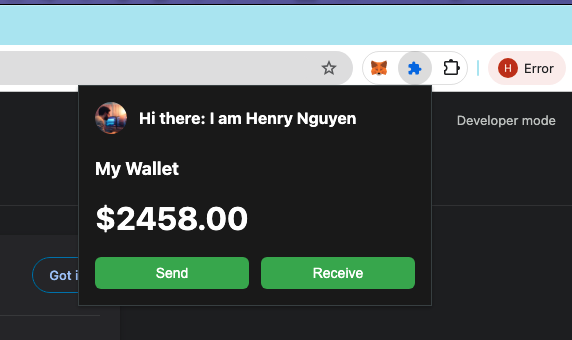 H Error
Hi there: I am Henry Nguyen
Developer mode
My Wallet
$2458.00
Got i
Send Receive